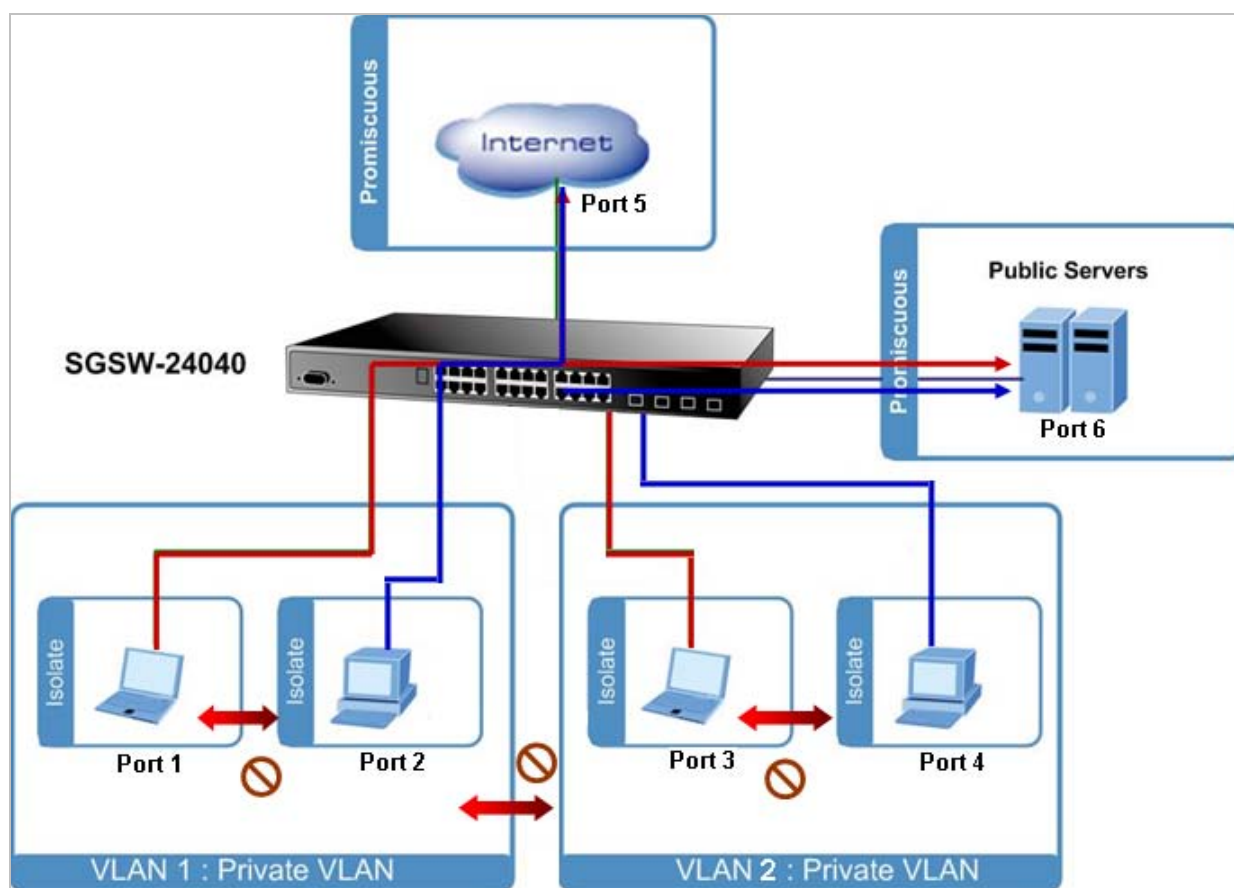 Promiscuous
Internet
Port 5
Promiscuous
Public Servers
Port 6
SGSW-24040
Isolate
Port 1
Isolate
Port 2
Isolate
Port 3
Isolate
Port 4
VLAN 1 : Private VLAN
VLAN 2 : Private VLAN